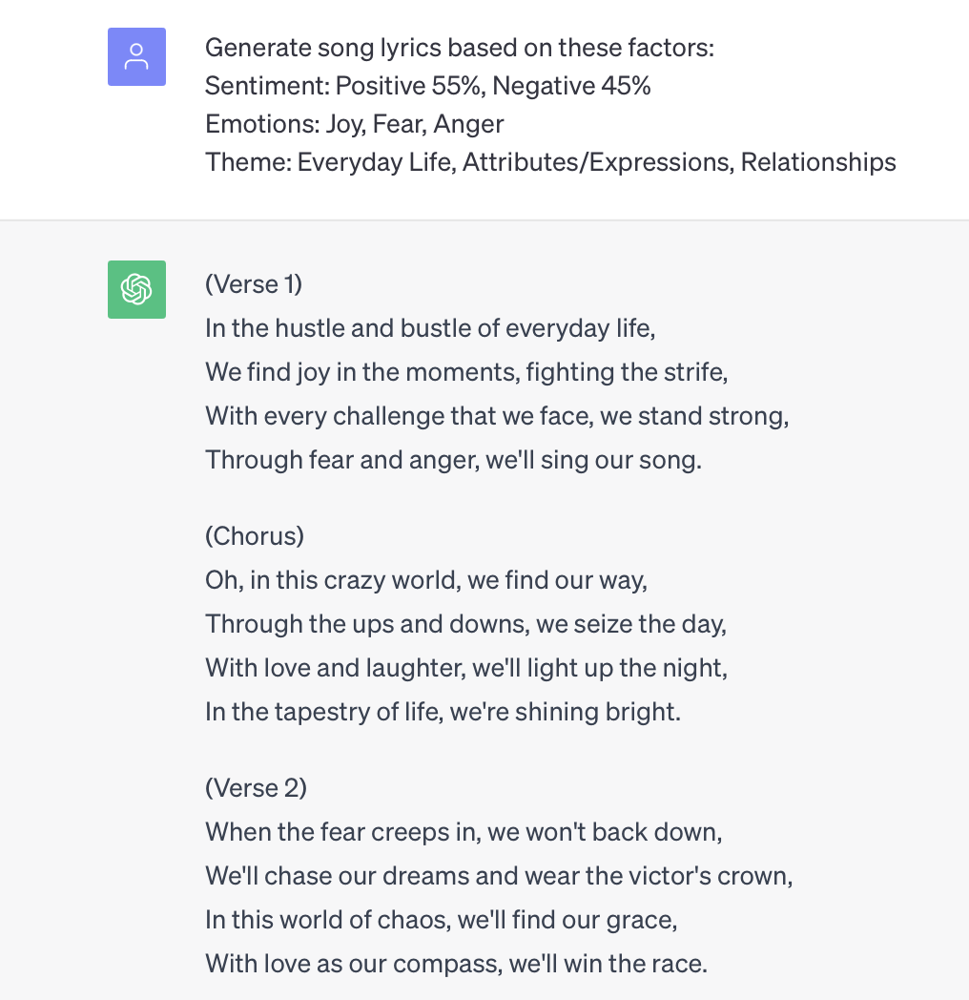 Generate song lyrics based on these factors:
Sentiment: Positive 55%, Negative 45%
Emotions: Joy, Fear, Anger
Theme: Everyday Life, Attributes/Expressions, Relationships
(Verse 1)
In the hustle and bustle of everyday life,
We find joy in the moments, fighting the strife,
With every challenge that we face, we stand strong,
Through fear and anger, we'll sing our song.
(Chorus)
Oh, in this crazy world, we find our way,
Through the ups and downs, we seize the day,
With love and laughter, we'll light up the night,
In the tapestry of life, we're shining bright.
(Verse 2)
When the fear creeps in, we won't back down,
We'll chase our dreams and wear the victor's crown,
In this world of chaos, we'll find our grace,
With love as our compass, we'll win the race.